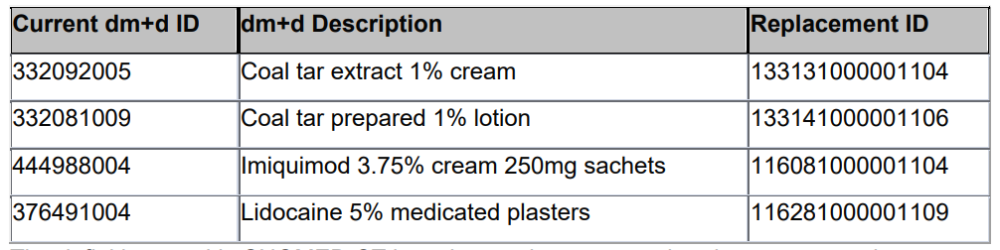 Current dm+d ID dm+d Description Replacement ID
332092005 Coal tar extract 1% cream 133131000001104
332081009 Coal tar prepared 1% lotion 133141000001106
444988004 Imiquimod 3.75% cream 250mg sachets 116081000001104
376491004 Lidocaine 5% medicated plasters 116281000001109